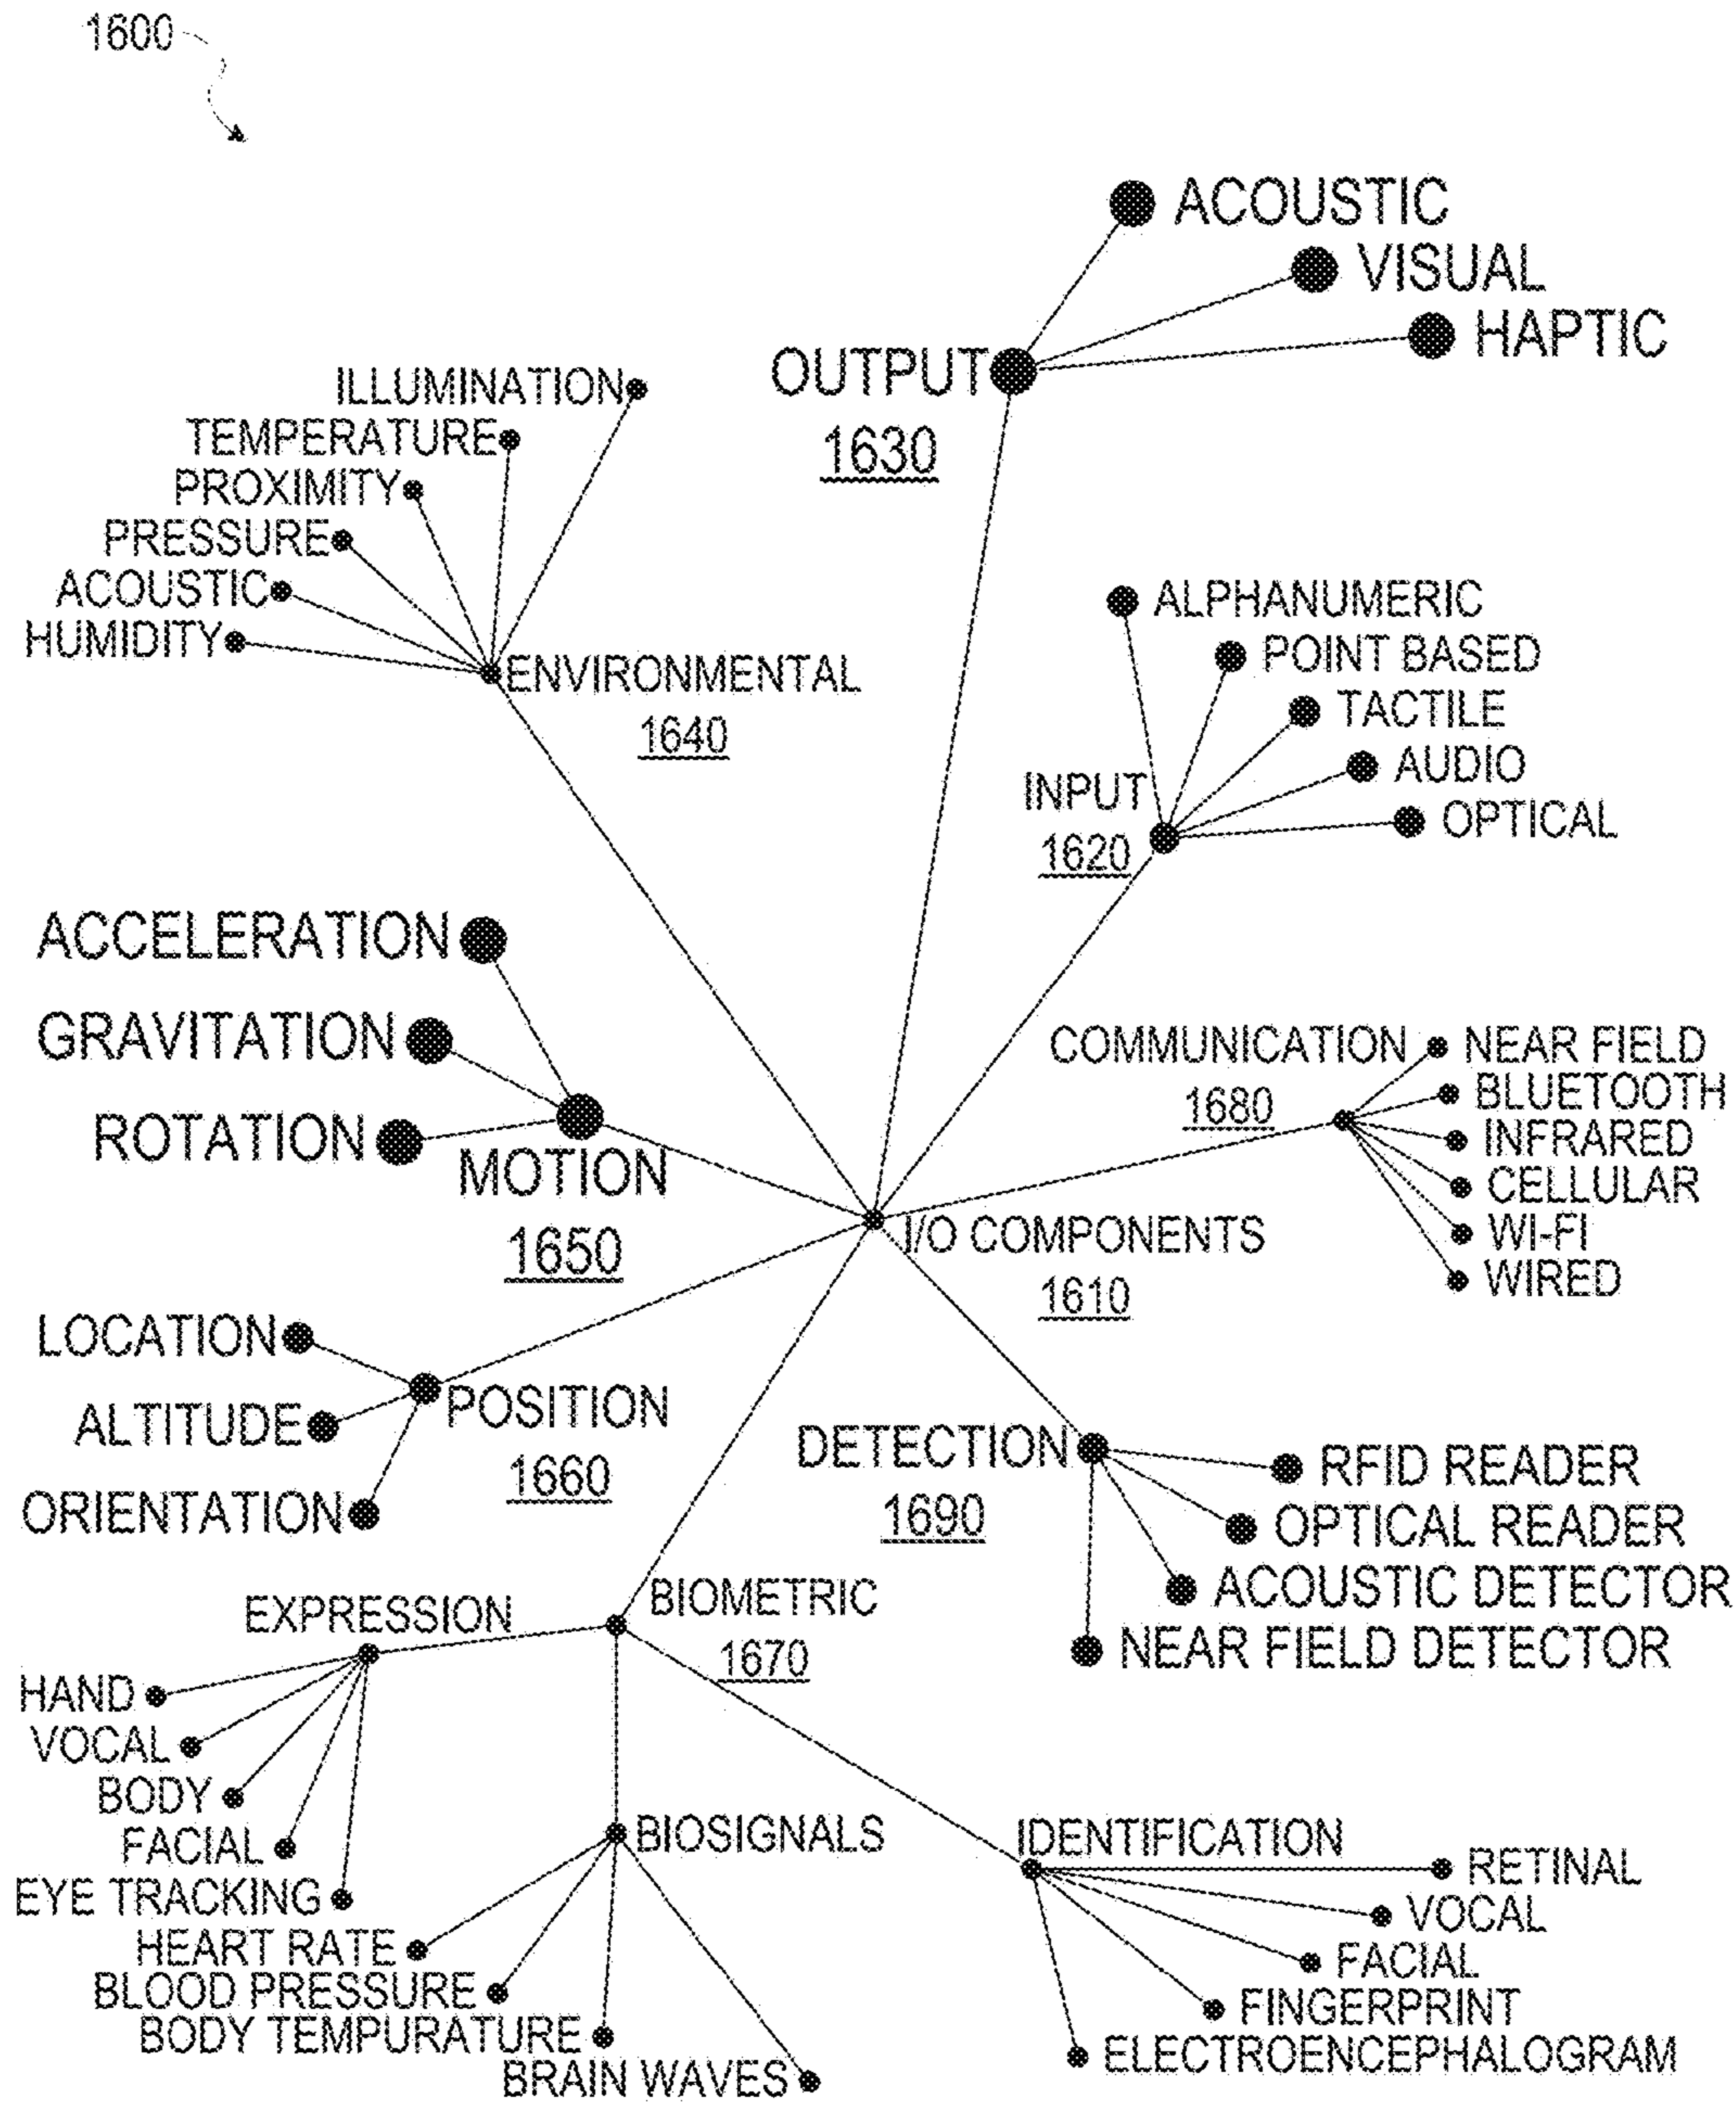 1600
ACOUSTIC
VISUAL
HAPTIC
OUTPUT
1630
ILLUMINATION
TEMPERATURE
PROXIMITY
PRESSURE
ACOUSTIC
HUMIDITY
ENVIRONMENTAL
1640
ALPHANUMERIC
POINT BASED
TACTILE
AUDIO
OPTICAL
INPUT
1620
ACCELERATION
GRAVITATION
ROTATION
MOTION
1650
COMMUNICATION
1680
NEAR FIELD
BLUETOOTH
INFRARED
CELLULAR
WI-FI
WIRED
I/O COMPONENTS
1610
LOCATION
ALTITUDE
ORIENTATION
POSITION
1660
DETECTION
1690
RFID READER
OPTICAL READER
ACOUSTIC DETECTOR
NEAR FIELD DETECTOR
BIOMETRIC
1670
EXPRESSION
HAND
VOCAL
BODY
FACIAL
EYE TRACKING
BIOSIGNALS
HEART RATE
BLOOD PRESSURE
BODY TEMPURATURE
BRAIN WAVES
IDENTIFICATION
RETINAL
VOCAL
FACIAL
FINGERPRINT
ELECTROENCEPHALOGRAM